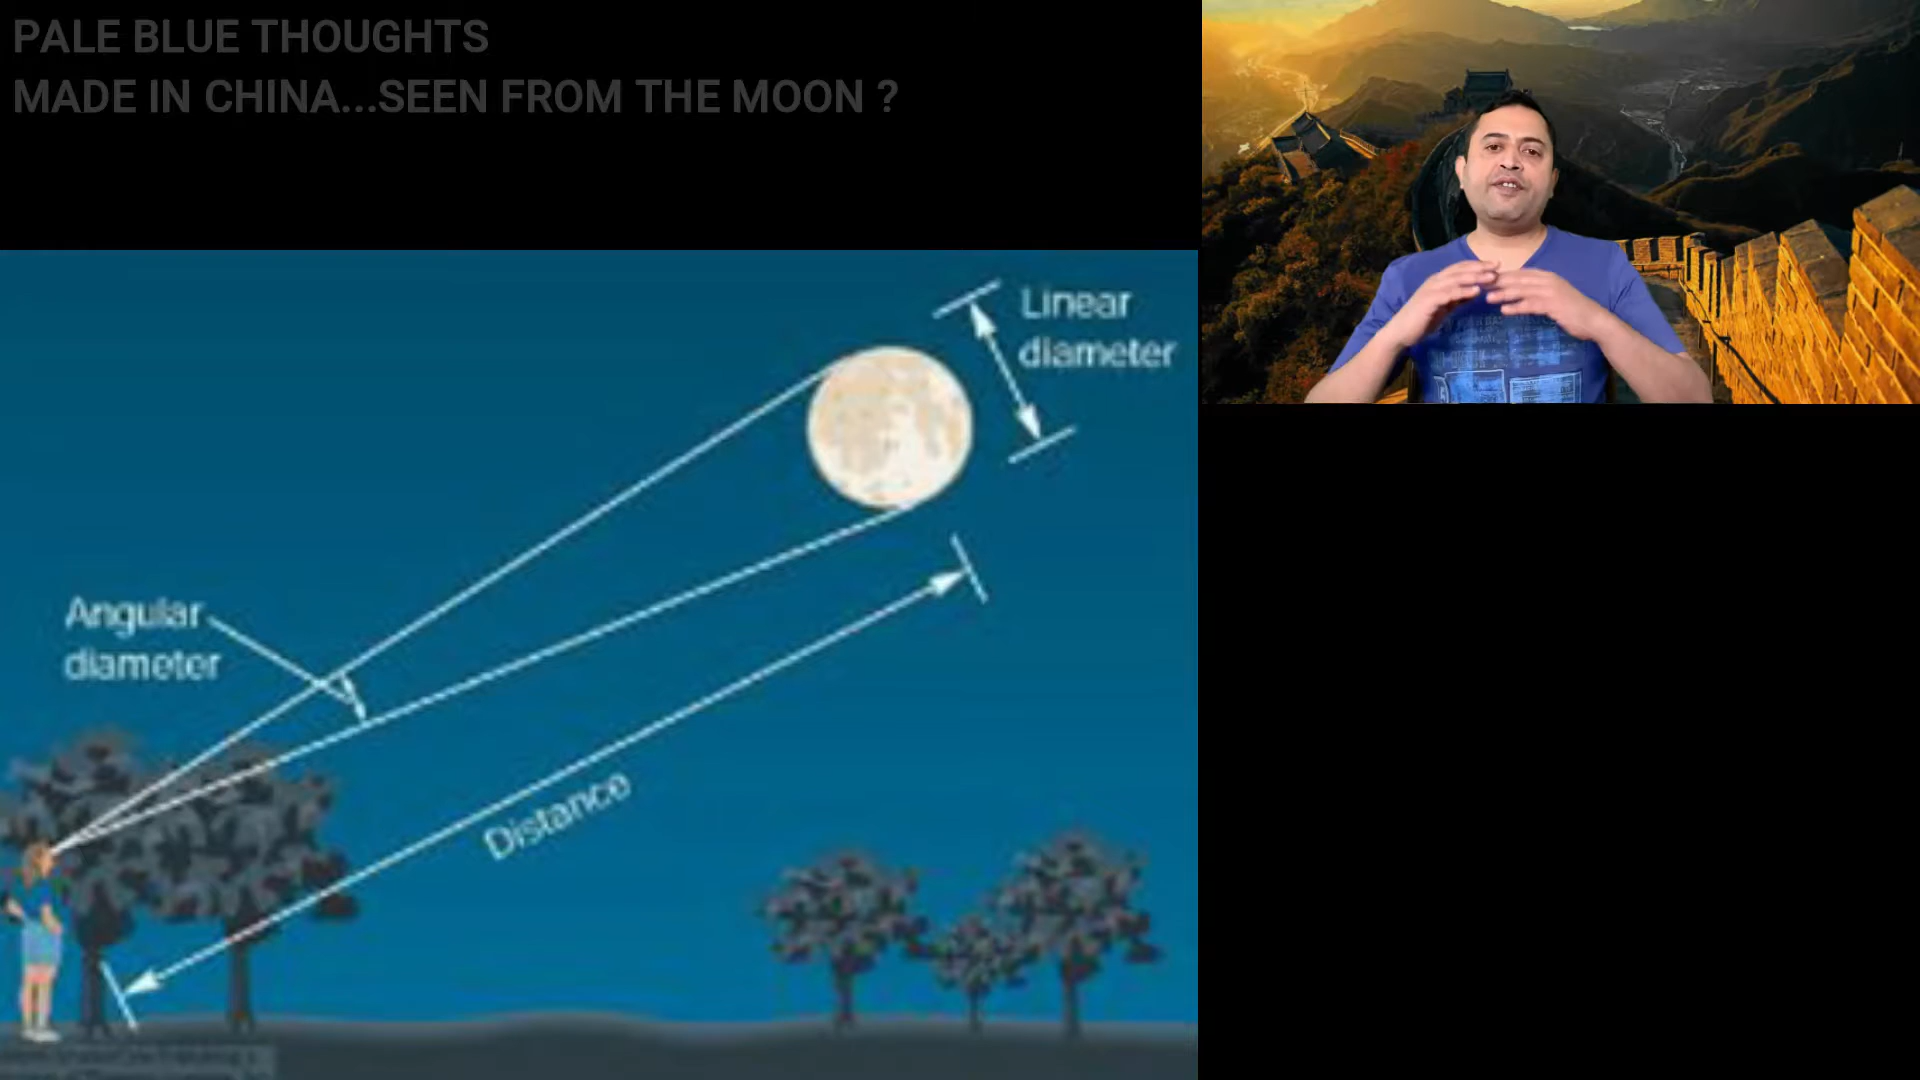 PALE BLUE THOUGHTS
MADE IN CHINA...SEEN FROM THE MOON ?
Linear
diameter
Angular
diameter
Distance